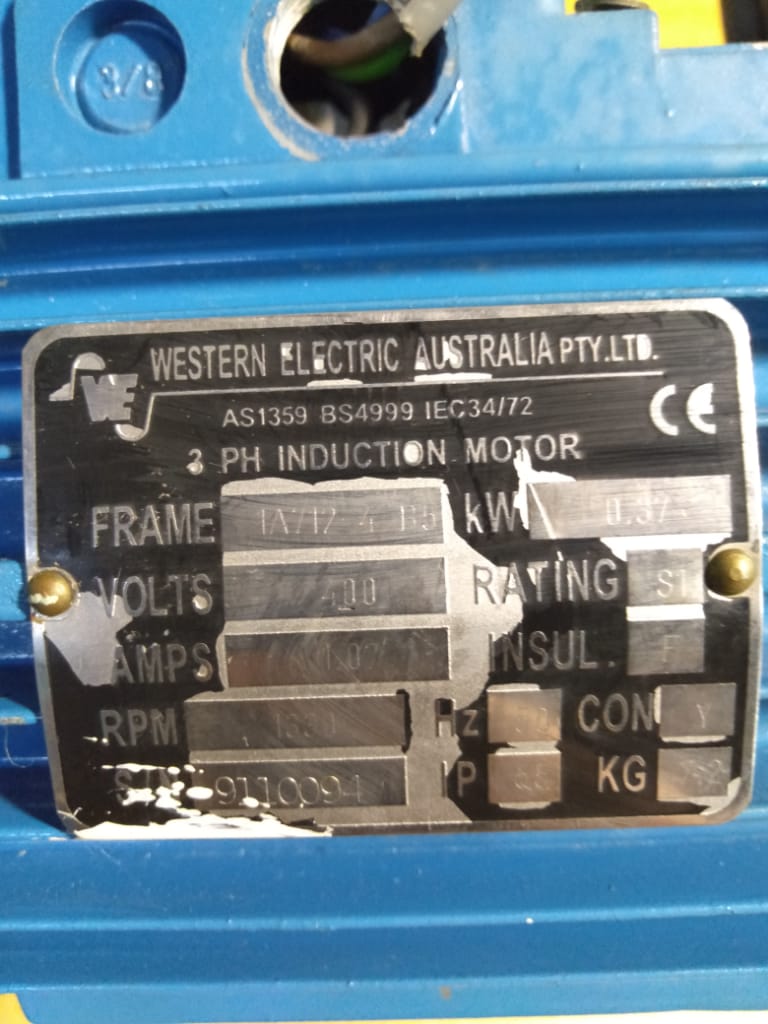 3/8
WESTERN ELECTRIC AUSTRALIA PTY.LTD.
WE
AS1359 BS4999 IEC34/72 CE
3 PH INDUCTION MOTOR
FRAME kW 0.37
VOLTS 400 RATING S1
AMPS INSUL. F
RPM Hz CON Y
S/N IP KG